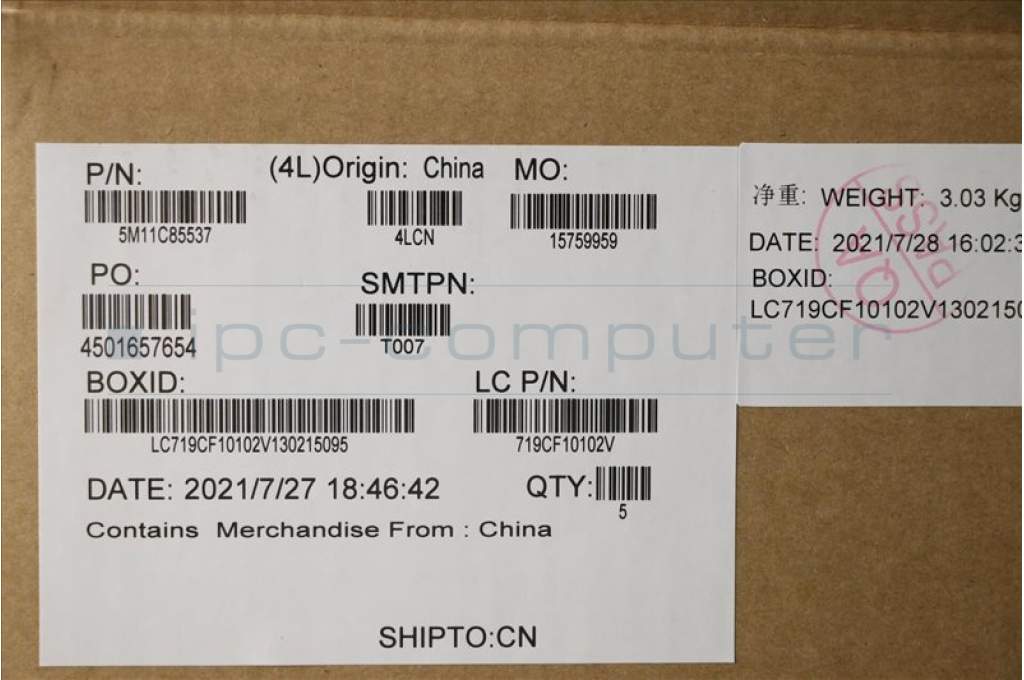 P/N: (4L)Origin: China MO:
5M11C85537 4LCN 15759959
PO: SMTPN:
4501657654 T007
BOXID: LC P/N:
LC719CF10102V130215095 719CF10102V
DATE: 2021/7/27 18:46:42 QTY:
5
Contains Merchandise From : China
SHIPTO:CN
净重: WEIGHT: 3.03 Kg
DATE: 2021/7/28 16:02:3
BOXID:
LC719CF10102V1302150
ipc-computer